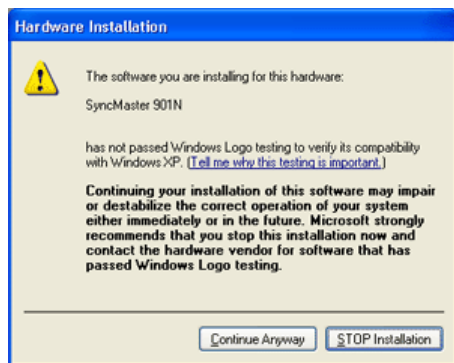 Hardware Installation
The software you are installing for this hardware:
SyncMaster 901N
has not passed Windows Logo testing to verify its compatibility
with Windows XP. (Tell me why this testing is important.)
Continuing your installation of this software may impair
or destabilize the correct operation of your system
either immediately or in the future. Microsoft strongly
recommends that you stop this installation now and
contact the hardware vendor for software that has
passed Windows Logo testing.
Continue Anyway
STOP Installation